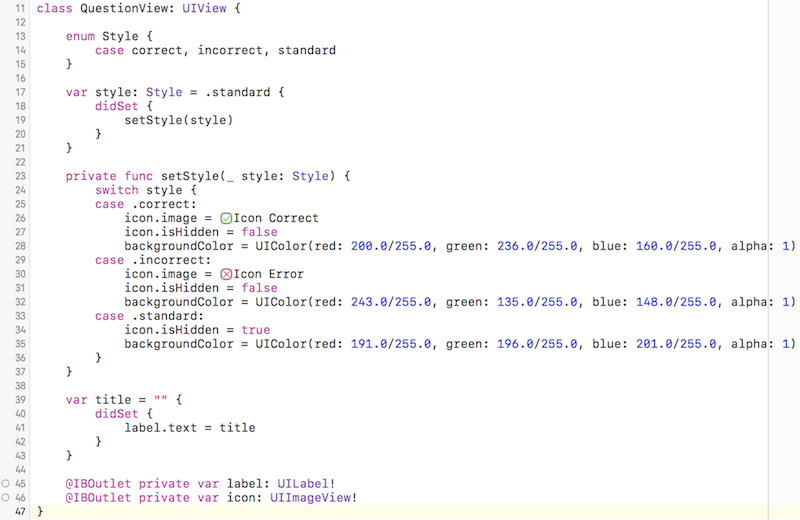 11 class QuestionView: UIView {
12
13     enum Style {
14         case correct, incorrect, standard
15     }
16
17     var style: Style = .standard {
18         didSet {
19             setStyle(style)
20         }
21     }
22
23     private func setStyle(_ style: Style) {
24         switch style {
25         case .correct:
26             icon.image = Icon Correct
27             icon.isHidden = false
28             backgroundColor = UIColor(red: 200.0/255.0, green: 236.0/255.0, blue: 160.0/255.0, alpha: 1)
29         case .incorrect:
30             icon.image = Icon Error
31             icon.isHidden = false
32             backgroundColor = UIColor(red: 243.0/255.0, green: 135.0/255.0, blue: 148.0/255.0, alpha: 1)
33         case .standard:
34             icon.isHidden = true
35             backgroundColor = UIColor(red: 191.0/255.0, green: 196.0/255.0, blue: 201.0/255.0, alpha: 1)
36         }
37     }
38
39     var title = "" {
40         didSet {
41             label.text = title
42         }
43     }
44
45     @IBOutlet private var label: UILabel!
46     @IBOutlet private var icon: UIImageView!
47 }